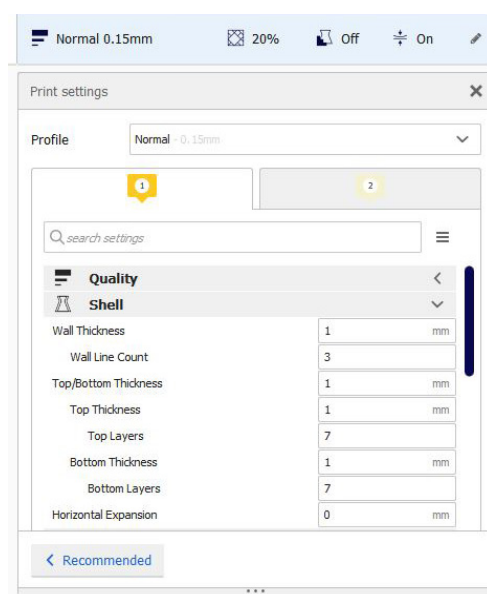 Normal 0.15mm 20% Off On
Print settings
Profile Normal - 0.15mm
1 2
search settings
Quality
Shell
Wall Thickness 1 mm
Wall Line Count 3
Top/Bottom Thickness 1 mm
Top Thickness 1 mm
Top Layers 7
Bottom Thickness 1 mm
Bottom Layers 7
Horizontal Expansion 0 mm
Recommended